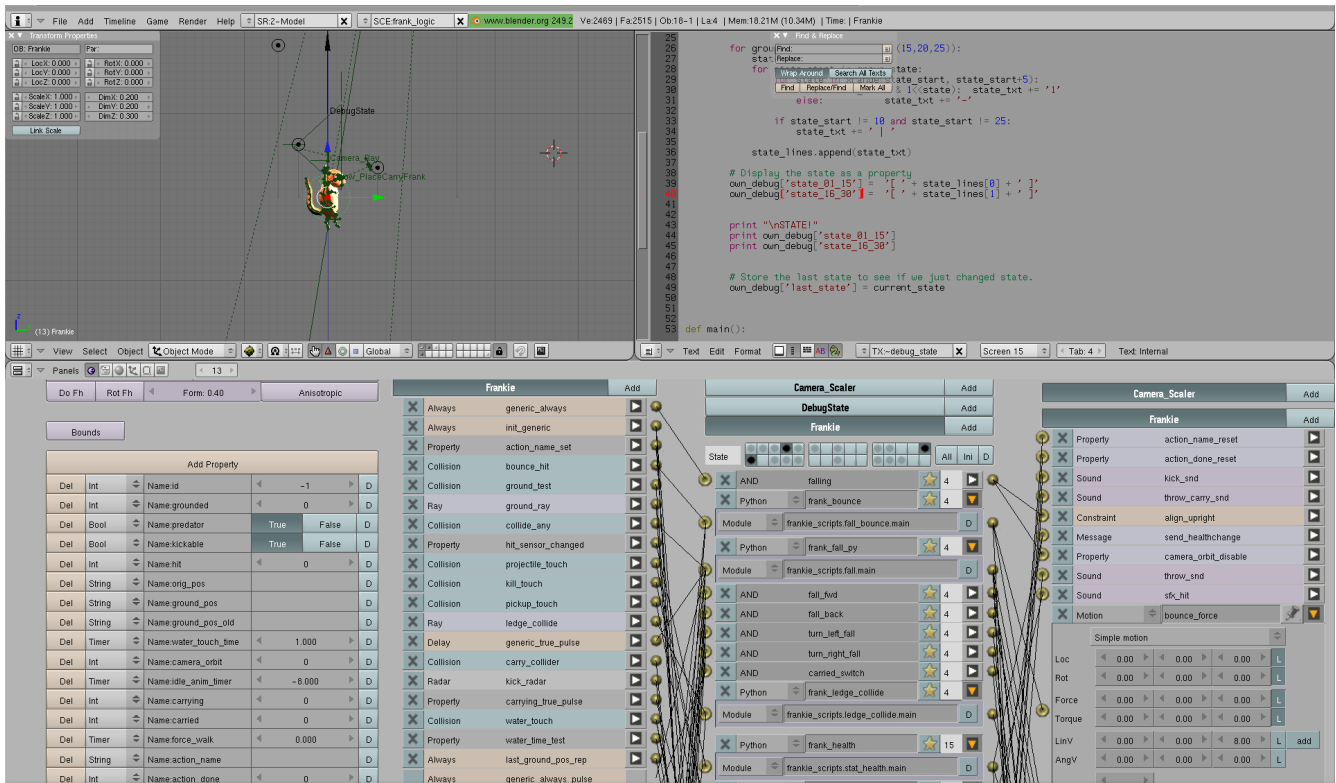 File Add Timeline Game Render Help SR:2-Model X SCE:frank_logic X www.blender.org 249.2 Ve:2469 | Fa:2515 | Ob:18-1 | La:4 | Mem:18.21M (10.34M) | Time: | Frankie
Transform Properties
OB: Frankie Par:
LocX: 0.000 RotX: 0.000
LocY: 0.000 RotY: 0.000
LocZ: 0.000 RotZ: 0.000
ScaleX: 1.000 DimX: 0.200
ScaleY: 1.000 DimY: 0.200
ScaleZ: 1.000 DimZ: 0.300
Link Scale
DebugState
Camera_Ray
PlaceCarryFrank
z
(13) Frankie
View Select Object Object Mode Global
Find & Replace
Find:
Replace:
Wrap Around Search All Texts
Find Replace/Find Mark All
25
26 for grou (15,20,25)):
27 stat
28 for state:
29 state_start, state_start+5):
30 & 1<<state): state_txt += '1'
31 else: state_txt += '-'
32
33 if state_start != 10 and state_start != 25:
34 state_txt += ' | '
35
36 state_lines.append(state_txt)
37
38 # Display the state as a property
39 own_debug['state_01_15'] = '[ ' + state_lines[0] + ' ]'
40 own_debug['state_16_30'] = '[ ' + state_lines[1] + ' ]'
41
42
43 print "\nSTATE!"
44 print own_debug['state_01_15']
45 print own_debug['state_16_30']
46
47
48 # Store the last state to see if we just changed state.
49 own_debug['last_state'] = current_state
50
51
52
53 def main():
Text Edit Format AB TX:~debug_state X Screen 15 Tab: 4 Text: Internal
Panels 13
Do Fh Rot Fh Form: 0.40 Anisotropic
Bounds
Add Property
Del Int Name:id -1 D
Del Int Name:grounded 0 D
Del Bool Name:predator True False D
Del Bool Name:kickable True False D
Del Int Name:hit 0 D
Del String Name:orig_pos D
Del String Name:ground_pos D
Del String Name:ground_pos_old D
Del Timer Name:water_touch_time 1.000 D
Del Int Name:camera_orbit 0 D
Del Timer Name:idle_anim_timer -8.000 D
Del Int Name:carrying 0 D
Del Int Name:carried 0 D
Del Timer Name:force_walk 0.000 D
Del String Name:action_name D
Del Int Name:action_done 0 D
Frankie Add
Always generic_always
Always init_generic
Property action_name_set
Collision bounce_hit
Collision ground_test
Ray ground_ray
Collision collide_any
Property hit_sensor_changed
Collision projectile_touch
Collision kill_touch
Collision pickup_touch
Ray ledge_collide
Delay generic_true_pulse
Collision carry_collider
Radar kick_radar
Property carrying_true_pulse
Collision water_touch
Property water_time_test
Always last_ground_pos_rep
Always generic_always_pulse
Camera_Scaler Add
DebugState Add
Frankie Add
State All Ini D
AND falling 4
Python frank_bounce 4
Module frankie_scripts.fall_bounce.main D
Python frank_fall_py 4
Module frankie_scripts.fall.main D
AND fall_fwd 4
AND fall_back 4
AND turn_left_fall 4
AND turn_right_fall 4
AND carried_switch 4
Python frank_ledge_collide 4
Module frankie_scripts.ledge_collide.main D
Python frank_health 15
Module frankie_scripts.stat_health.main D
Camera_Scaler Add
Frankie Add
Property action_name_reset
Property action_done_reset
Sound kick_snd
Sound throw_carry_snd
Constraint align_upright
Message send_healthchange
Property camera_orbit_disable
Sound throw_snd
Sound sfx_hit
Motion bounce_force
Simple motion
Loc 0.00 0.00 0.00 L
Rot 0.00 0.00 0.00 L
Force 0.00 0.00 0.00 L
Torque 0.00 0.00 0.00 L
LinV 0.00 0.00 8.00 L add
AngV 0.00 0.00 0.00 L